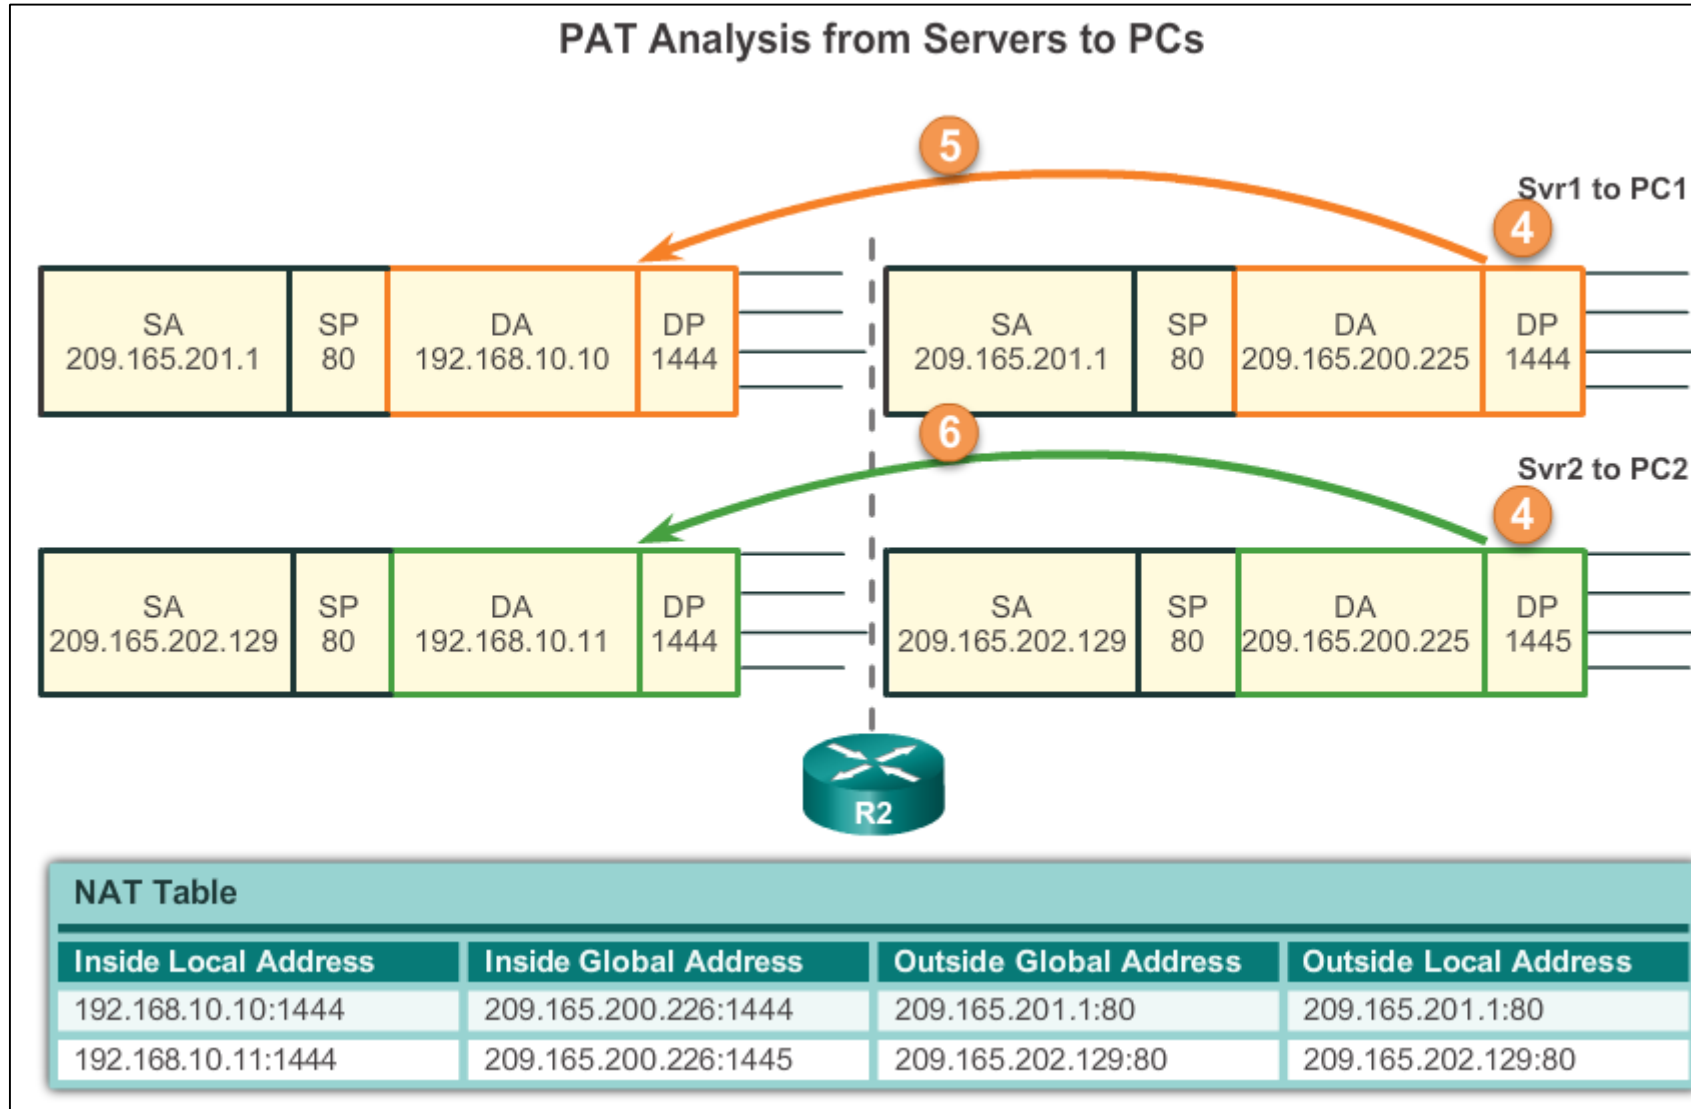 PAT Analysis from Servers to PCs
5
Svr1 to PC1
4
SA
209.165.201.1
SP
80
DA
192.168.10.10
DP
1444
SA
209.165.201.1
SP
80
DA
209.165.200.225
DP
1444
6
Svr2 to PC2
4
SA
209.165.202.129
SP
80
DA
192.168.10.11
DP
1444
SA
209.165.202.129
SP
80
DA
209.165.200.225
DP
1445
R2
NAT Table
Inside Local Address Inside Global Address Outside Global Address Outside Local Address
192.168.10.10:1444 209.165.200.226:1444 209.165.201.1:80 209.165.201.1:80
192.168.10.11:1444 209.165.200.226:1445 209.165.202.129:80 209.165.202.129:80